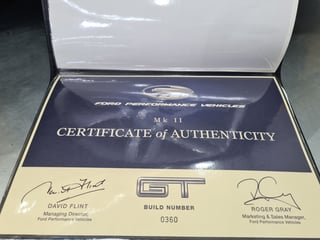 FORD PERFORMANCE VEHICLES
Mk II
CERTIFICATE of AUTHENTICITY
GT
BUILD NUMBER
0360
DAVID FLINT
Managing Director,
Ford Performance Vehicles
ROGER GRAY
Marketing & Sales Manager,
Ford Performance Vehicles